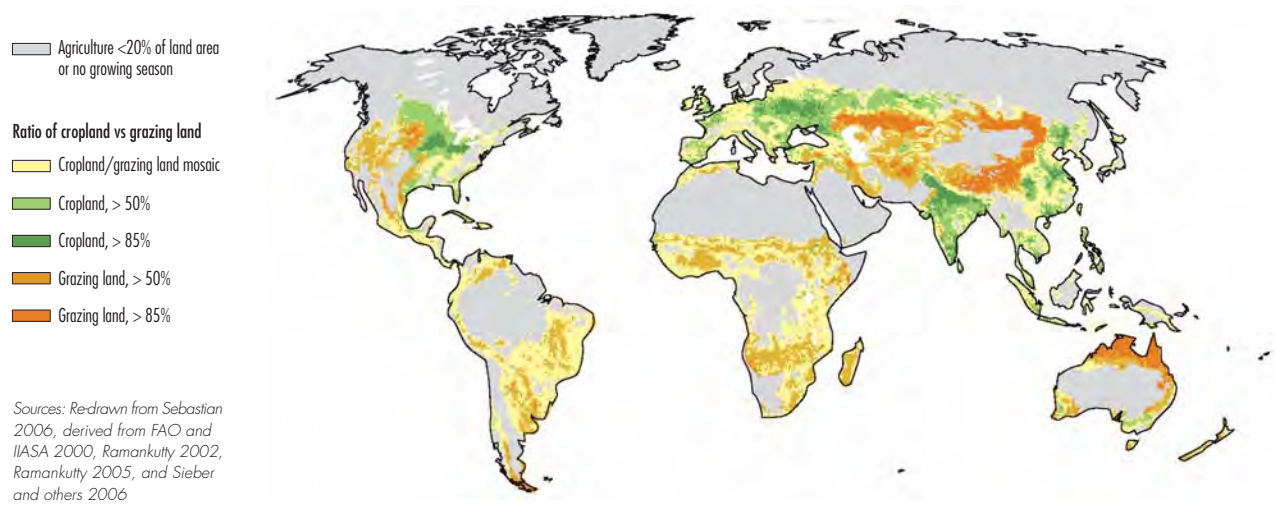 Agriculture <20% of land area
or no growing season
Ratio of cropland vs grazing land
Cropland/grazing land mosaic
Cropland, > 50%
Cropland, > 85%
Grazing land, > 50%
Grazing land, > 85%
Sources: Re-drawn from Sebastian
2006, derived from FAO and
IIASA 2000, Ramankutty 2002,
Ramankutty 2005, and Sieber
and others 2006